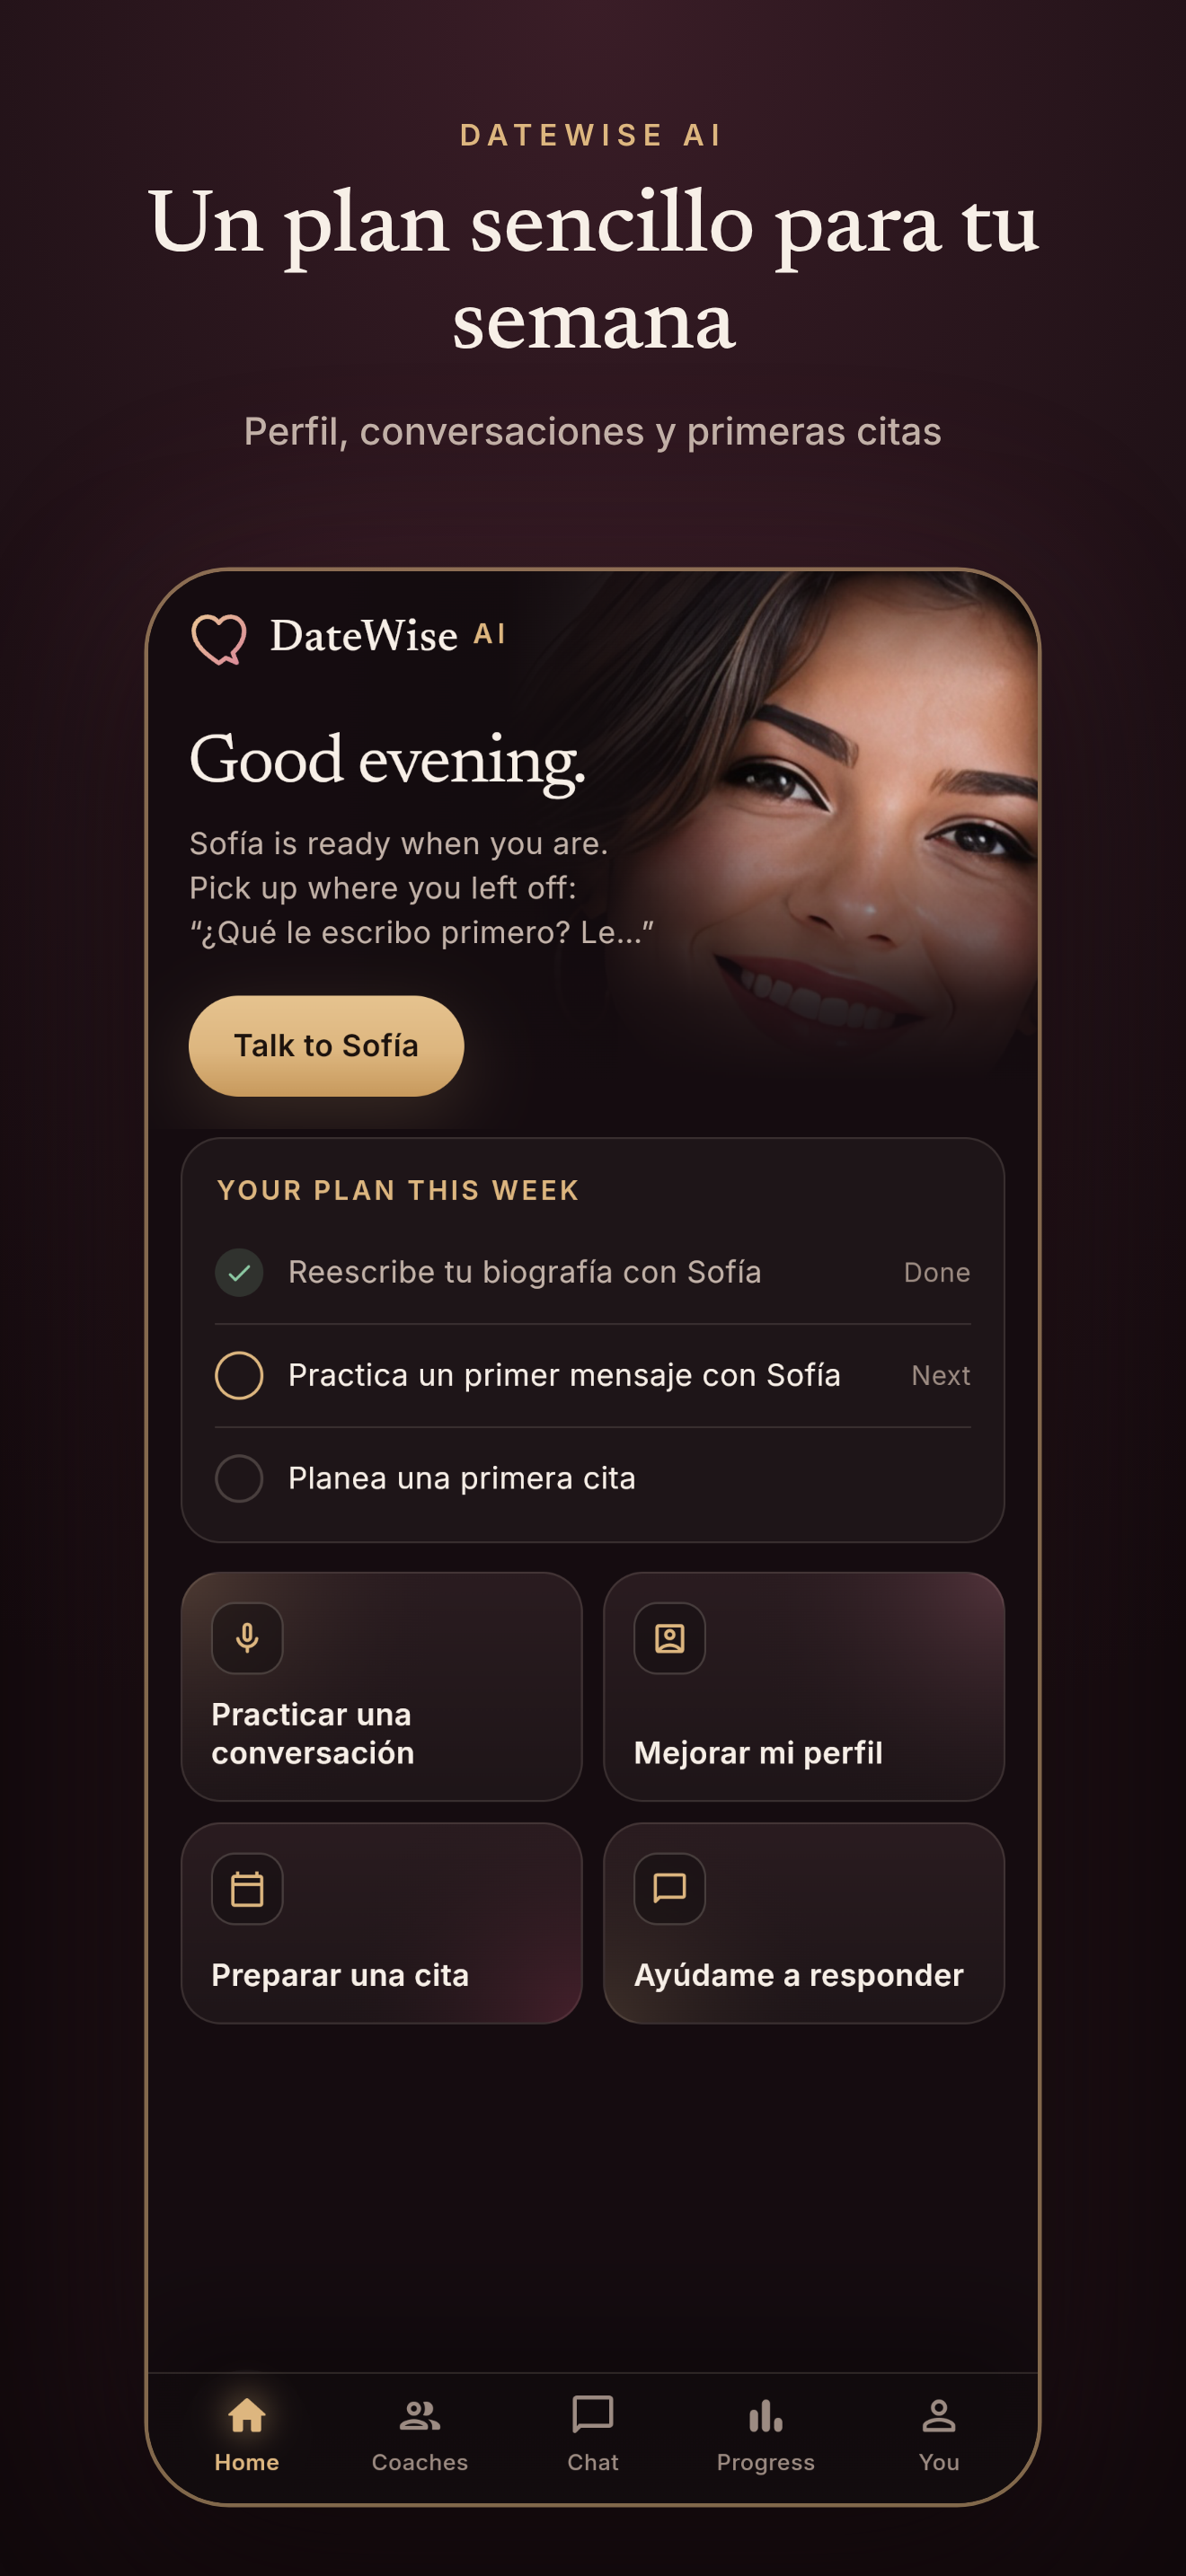 DATEWISE AI
Un plan sencillo para tu
semana
Perfil, conversaciones y primeras citas
DateWise AI
Good evening.
Sofía is ready when you are.
Pick up where you left off:
“¿Qué le escribo primero? Le...”
Talk to Sofía
YOUR PLAN THIS WEEK
Reescribe tu biografía con Sofía Done
Practica un primer mensaje con Sofía Next
Planea una primera cita
Practicar una
conversación
Mejorar mi perfil
Preparar una cita
Ayúdame a responder
Home Coaches Chat Progress You